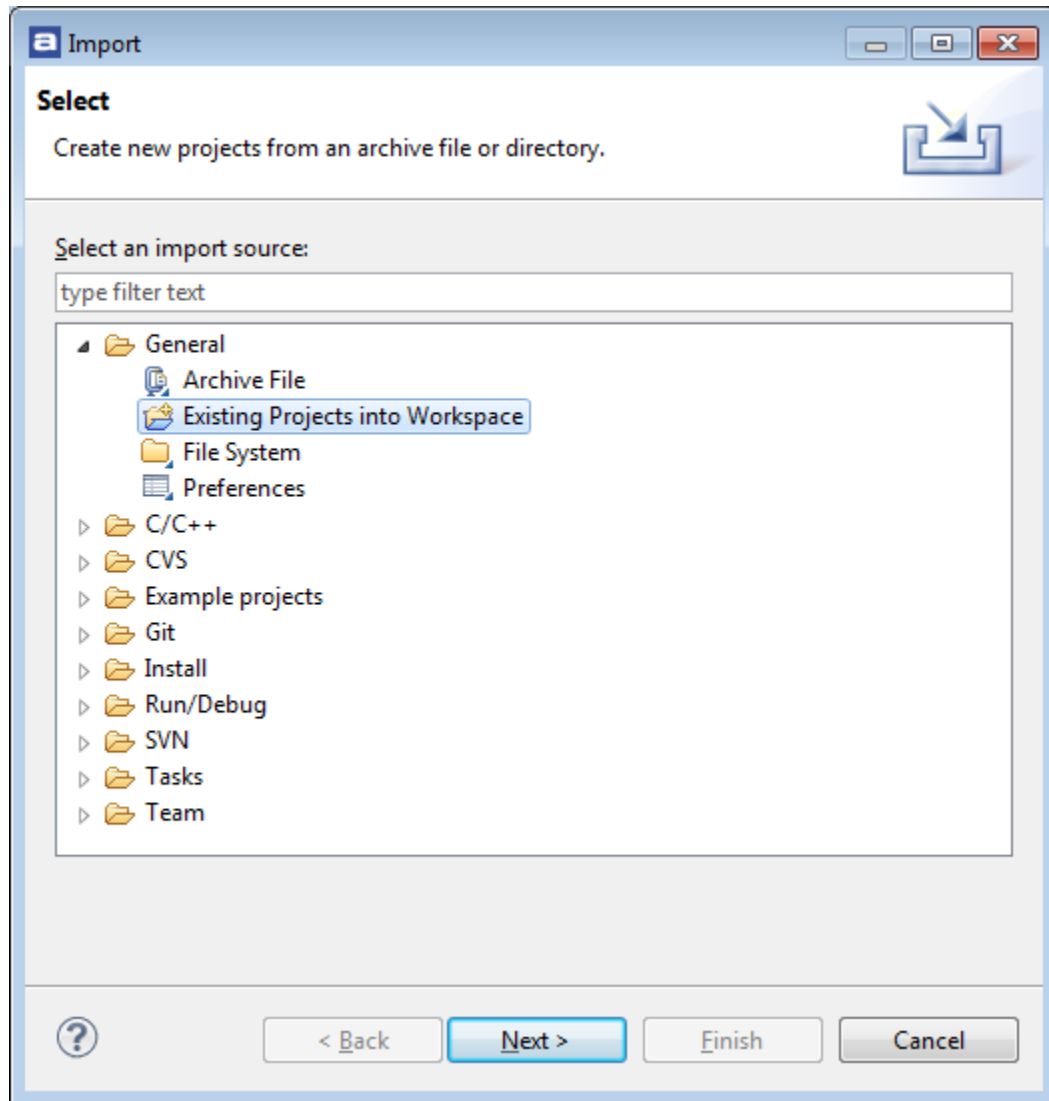 a Import
Select
Create new projects from an archive file or directory.
Select an import source:
type filter text
General
Archive File
Existing Projects into Workspace
File System
Preferences
C/C++
CVS
Example projects
Git
Install
Run/Debug
SVN
Tasks
Team
? < Back Next > Finish Cancel